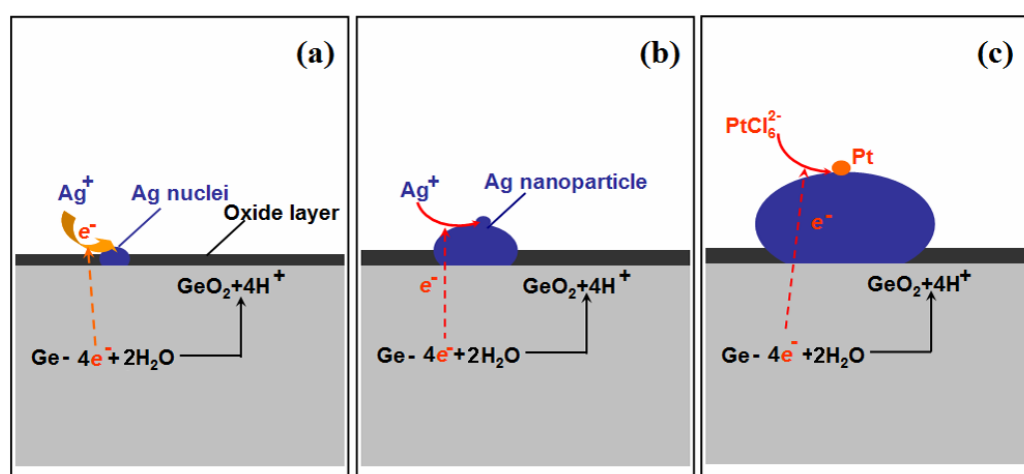 (a)
Ag⁺
Ag nuclei
e⁻
Oxide layer
GeO₂+4H⁺
Ge - 4e⁻+2H₂O
(b)
Ag⁺
Ag nanoparticle
e⁻
GeO₂+4H⁺
Ge - 4e⁻+2H₂O
(c)
PtCl₆²⁻
Pt
e⁻
GeO₂+4H⁺
Ge - 4e⁻ +2H₂O